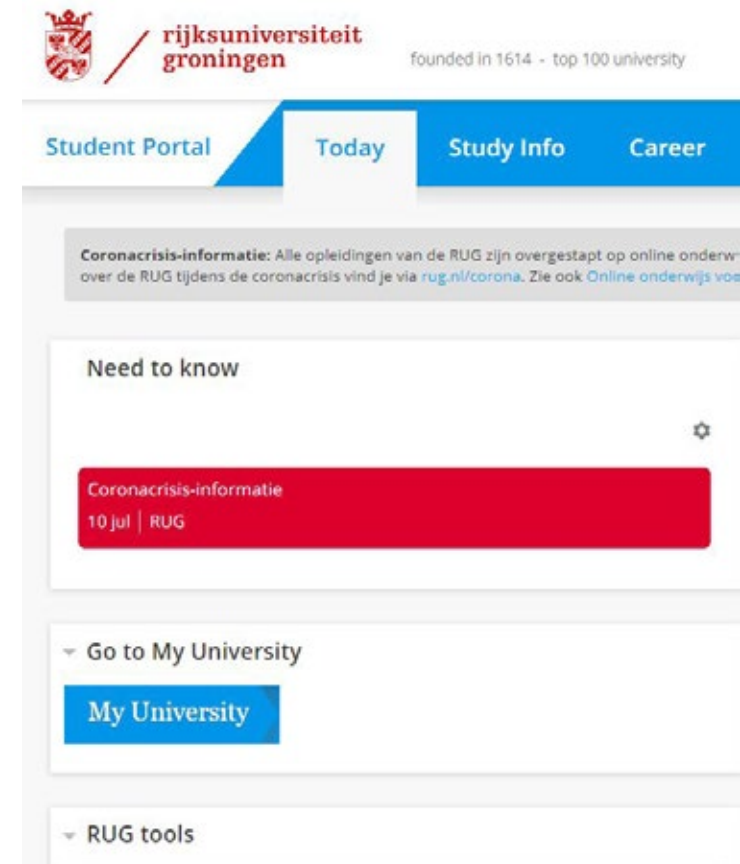 rijksuniversiteit
groningen
founded in 1614 - top 100 university
Student Portal
Today
Study Info
Career
Coronacrisis-informatie: Alle opleidingen van de RUG zijn overgestapt op online
over de RUG tijdens de coronacrisis vind je via rug.nl/corona. Zie ook Online onderwijs
Need to know
Coronacrisis-informatie
10 jul | RUG
Go to My University
My University
RUG tools